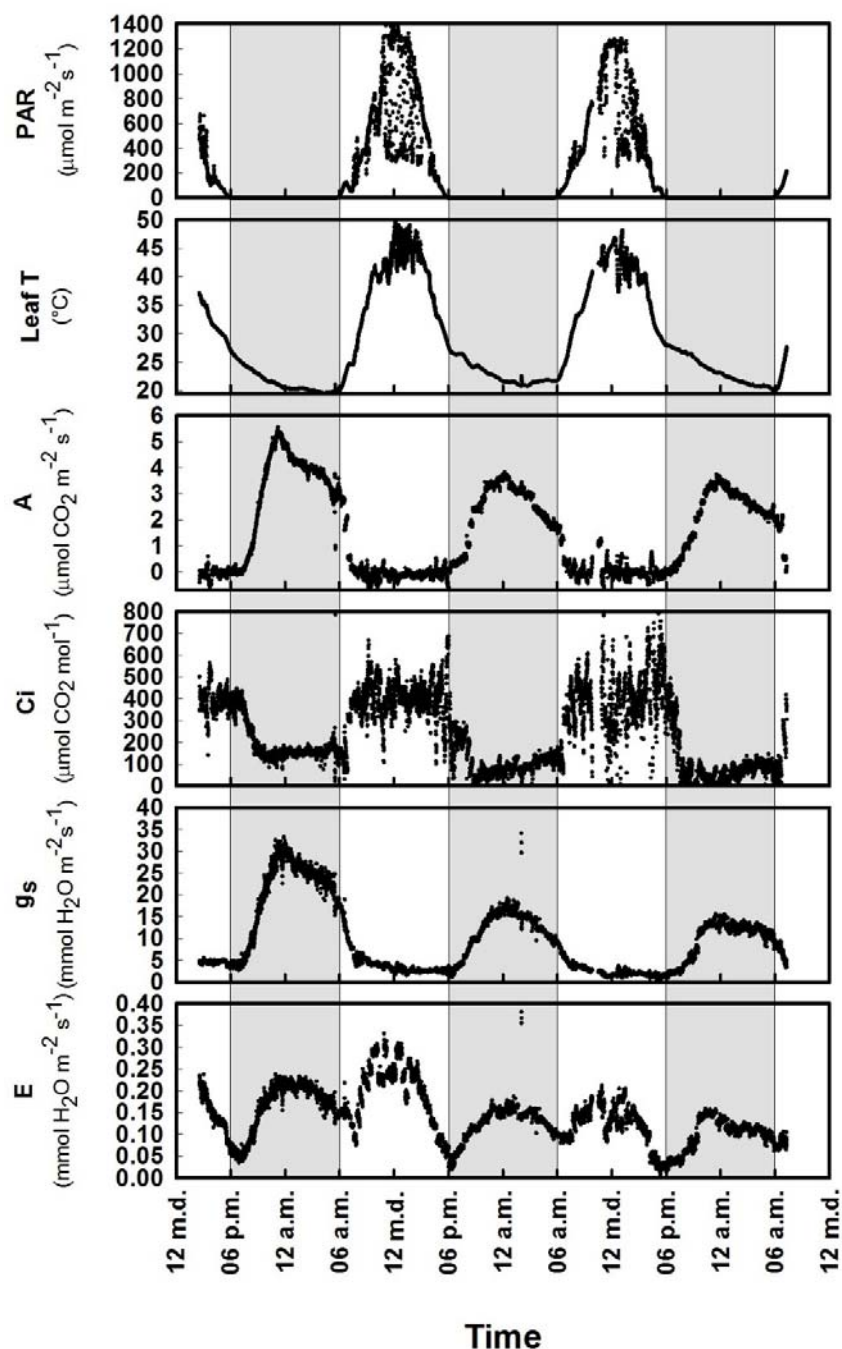 PAR
(μmol m⁻² s⁻¹)
1400
1200
1000
800
600
400
200
0
Leaf T
(°C)
50
45
40
35
30
25
20
A
(μmol CO₂ m⁻² s⁻¹)
6
5
4
3
2
1
0
Ci
(μmol CO₂ mol⁻¹)
800
700
600
500
400
300
200
100
0
gₛ
(mmol H₂O m⁻²s⁻¹)
40
35
30
25
20
15
10
5
0
E
(mmol H₂O m⁻² s⁻¹)
0.40
0.35
0.30
0.25
0.20
0.15
0.10
0.05
0.00
12 m.d.
06 p.m.
12 a.m.
06 a.m.
12 m.d.
06 p.m.
12 a.m.
06 a.m.
12 m.d.
06 p.m.
12 a.m.
06 a.m.
12 m.d.
Time